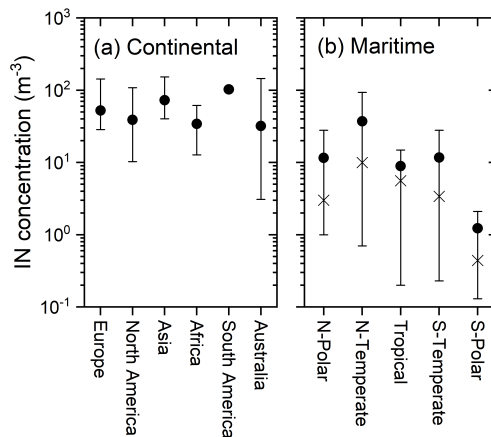 10³
10²
10¹
10⁰
10⁻¹
IN concentration (m⁻³)
(a) Continental
(b) Maritime
Europe
North America
Asia
Africa
South America
Australia
N-Polar
N-Temperate
Tropical
S-Temperate
S-Polar